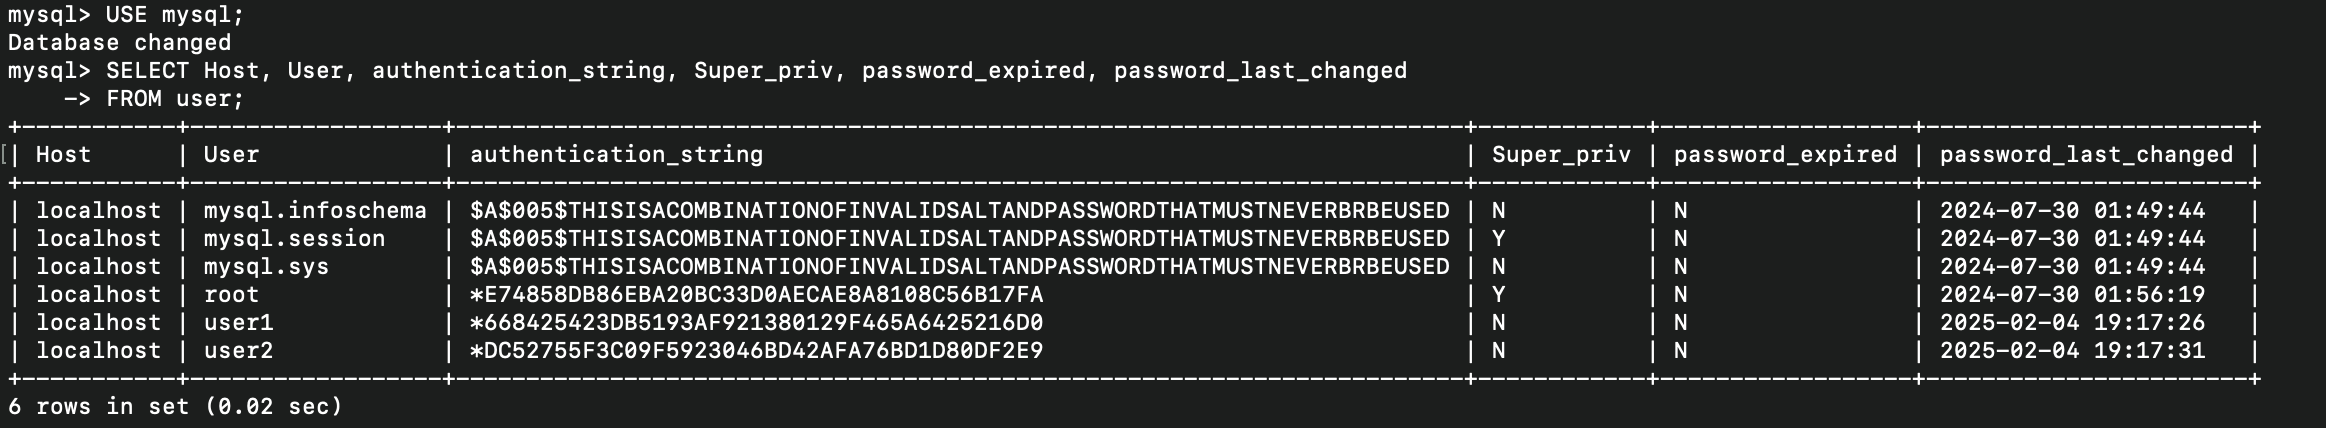 mysql> USE mysql;
Database changed
mysql> SELECT Host, User, authentication_string, Super_priv, password_expired, password_last_changed
    -> FROM user;
+-----------+------------------+------------------------------------------------------------------------+------------+------------------+-----------------------+
| Host      | User             | authentication_string                                                  | Super_priv | password_expired | password_last_changed |
+-----------+------------------+------------------------------------------------------------------------+------------+------------------+-----------------------+
| localhost | mysql.infoschema | $A$005$THISISACOMBINATIONOFINVALIDSALTANDPASSWORDTHATMUSTNEVERBRBEUSED | N          | N                | 2024-07-30 01:49:44   |
| localhost | mysql.session    | $A$005$THISISACOMBINATIONOFINVALIDSALTANDPASSWORDTHATMUSTNEVERBRBEUSED | Y          | N                | 2024-07-30 01:49:44   |
| localhost | mysql.sys        | $A$005$THISISACOMBINATIONOFINVALIDSALTANDPASSWORDTHATMUSTNEVERBRBEUSED | N          | N                | 2024-07-30 01:49:44   |
| localhost | root             | *E74858DB86EBA20BC33D0AECAE8A8108C56B17FA                              | Y          | N                | 2024-07-30 01:56:19   |
| localhost | user1            | *668425423DB5193AF921380129F465A6425216D0                              | N          | N                | 2025-02-04 19:17:26   |
| localhost | user2            | *DC52755F3C09F5923046BD42AFA76BD1D80DF2E9                              | N          | N                | 2025-02-04 19:17:31   |
+-----------+------------------+------------------------------------------------------------------------+------------+------------------+-----------------------+
6 rows in set (0.02 sec)